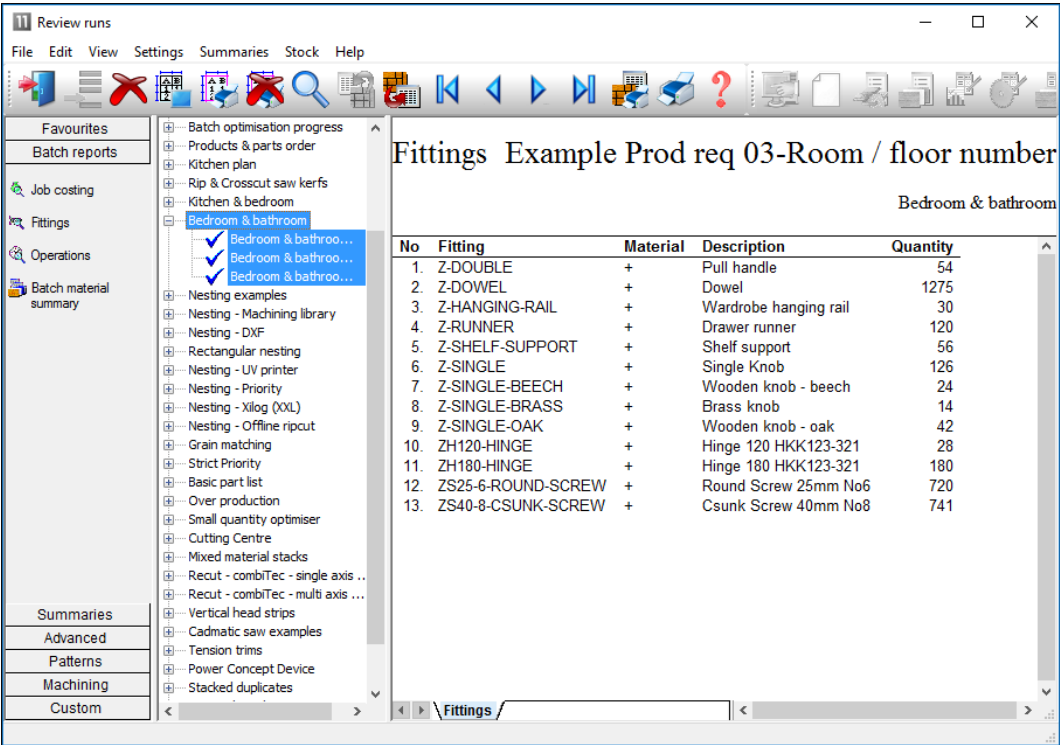 11 Review runs
File Edit View Settings Summaries Stock Help
Favourites
Batch reports
Job costing
Fittings
Operations
Batch material
summary
Summaries
Advanced
Patterns
Machining
Custom
Batch optimisation progress
Products & parts order
Kitchen plan
Rip & Crosscut saw kerfs
Kitchen & bedroom
Bedroom & bathroom
Bedroom & bathroo...
Bedroom & bathroo...
Bedroom & bathroo...
Nesting examples
Nesting - Machining library
Nesting - DXF
Rectangular nesting
Nesting - UV printer
Nesting - Priority
Nesting - Xilog (XXL)
Nesting - Offline ripcut
Grain matching
Strict Priority
Basic part list
Over production
Small quantity optimiser
Cutting Centre
Mixed material stacks
Recut - combiTec - single axis ..
Recut - combiTec - multi axis ...
Vertical head strips
Cadmatic saw examples
Tension trims
Power Concept Device
Stacked duplicates
Fittings Example Prod req 03-Room / floor number
Bedroom & bathroom
No Fitting Material Description Quantity
1. Z-DOUBLE + Pull handle 54
2. Z-DOWEL + Dowel 1275
3. Z-HANGING-RAIL + Wardrobe hanging rail 30
4. Z-RUNNER + Drawer runner 120
5. Z-SHELF-SUPPORT + Shelf support 56
6. Z-SINGLE + Single Knob 126
7. Z-SINGLE-BEECH + Wooden knob - beech 24
8. Z-SINGLE-BRASS + Brass knob 14
9. Z-SINGLE-OAK + Wooden knob - oak 42
10. ZH120-HINGE + Hinge 120 HKK123-321 28
11. ZH180-HINGE + Hinge 180 HKK123-321 180
12. ZS25-6-ROUND-SCREW + Round Screw 25mm No6 720
13. ZS40-8-CSUNK-SCREW + Csunk Screw 40mm No8 741
Fittings